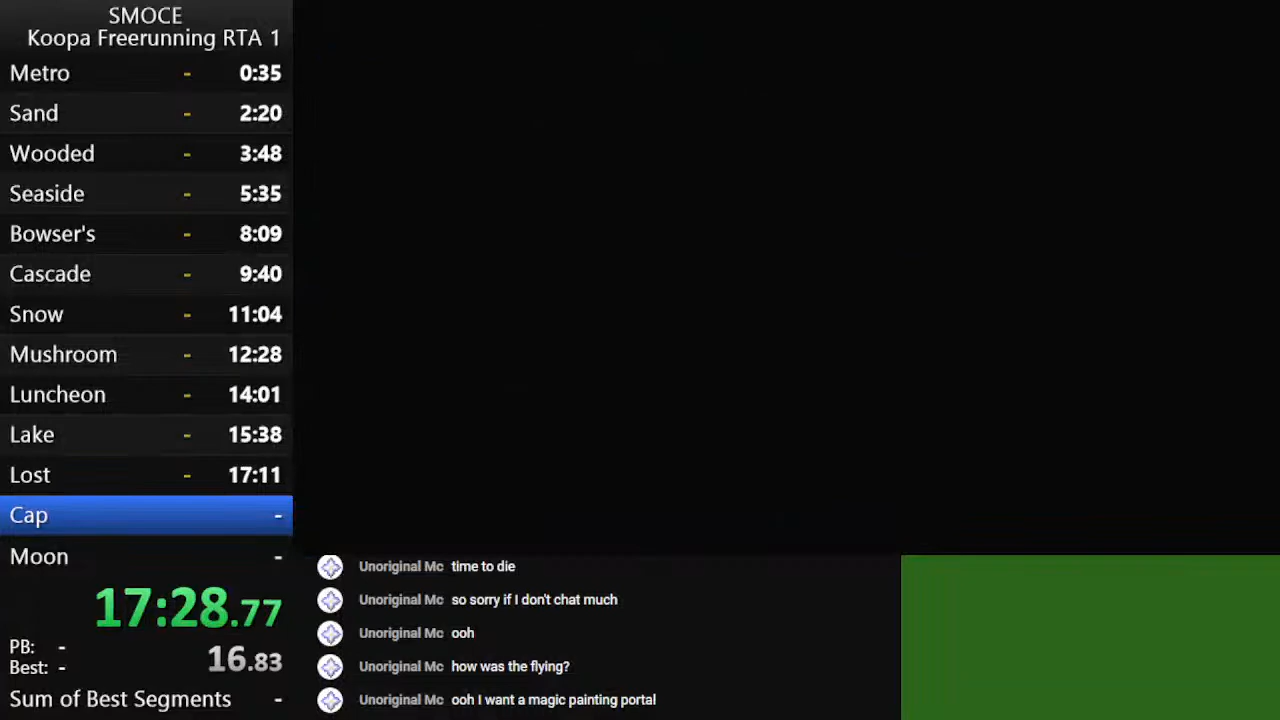 SMOCE
Koopa Freerunning RTA 1
Metro - 0:35
Sand - 2:20
Wooded - 3:48
Seaside - 5:35
Bowser's - 8:09
Cascade - 9:40
Snow - 11:04
Mushroom - 12:28
Luncheon - 14:01
Lake - 15:38
Lost - 17:11
Cap -
Moon -
17:28.77
PB: -
Best: -
16.83
Sum of Best Segments -
Unoriginal Mc time to die
Unoriginal Mc so sorry if I don't chat much
Unoriginal Mc ooh
Unoriginal Mc how was the flying?
Unoriginal Mc ooh I want a magic painting portal